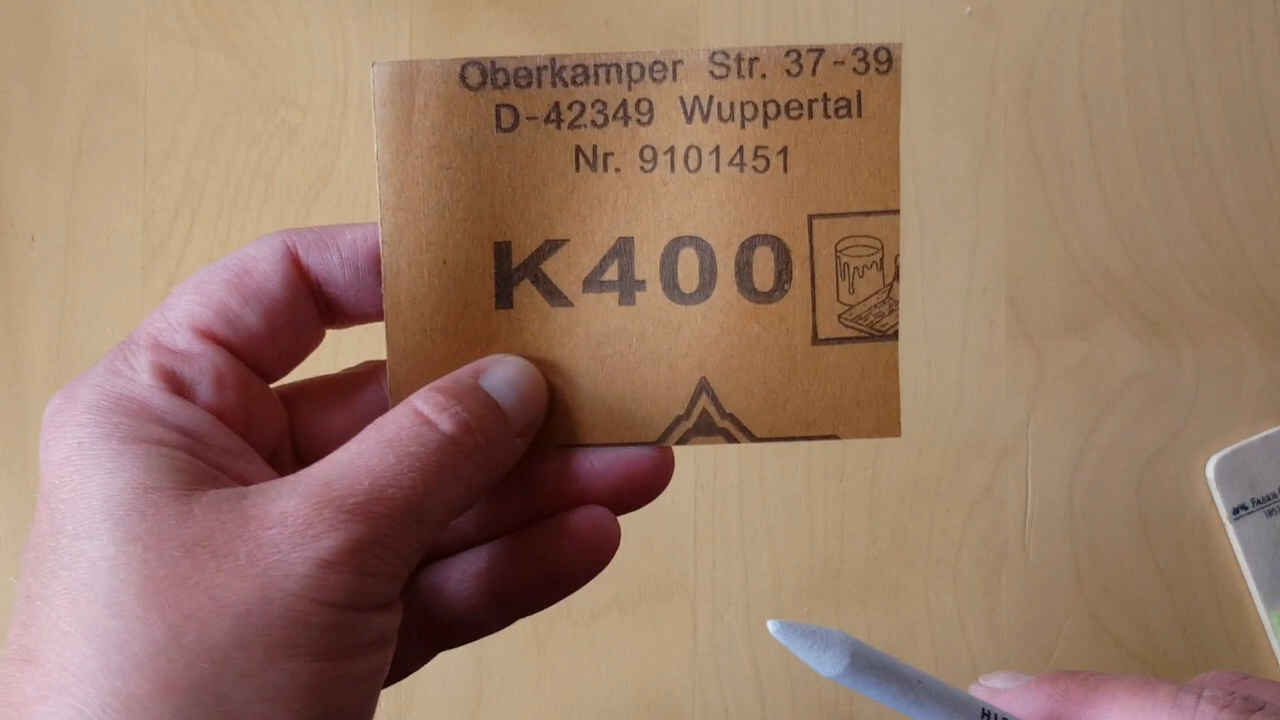 Oberkamper Str. 37-39
D-42349 Wuppertal
Nr. 9101451
K400